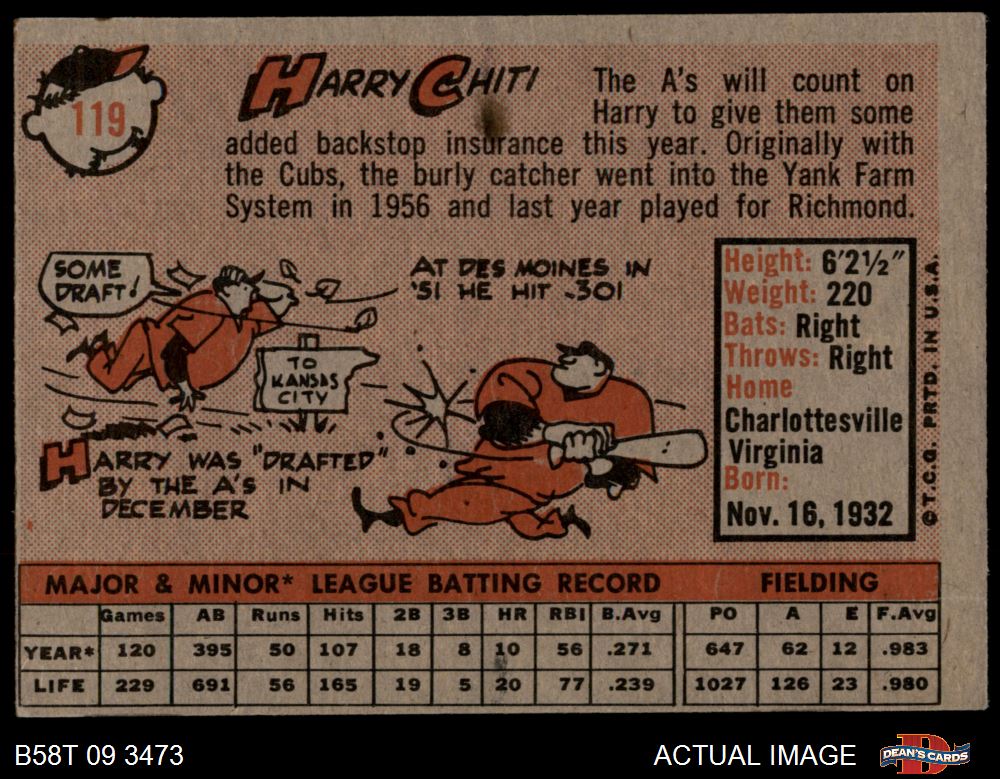 119
HARRY CHITI
The A's will count on
Harry to give them some
added backstop insurance this year. Originally with
the Cubs, the burly catcher went into the Yank Farm
System in 1956 and last year played for Richmond.
SOME
DRAFT!
TO
KANSAS
CITY
HARRY WAS "DRAFTED"
BY THE A'S IN
DECEMBER
AT DES MOINES IN
'51 HE HIT .301
Height: 6'2½"
Weight: 220
Bats: Right
Throws: Right
Home
Charlottesville
Virginia
Born:
Nov. 16, 1932
© T.C.G. PRTD. IN U.S.A.
MAJOR & MINOR* LEAGUE BATTING RECORD FIELDING
Games AB Runs Hits 2B 3B HR RBI B.Avg PO A E F.Avg
YEAR* 120 395 50 107 18 8 10 56 .271 647 62 12 .983
LIFE 229 691 56 165 19 5 20 77 .239 1027 126 23 .980
B58T 09 3473
ACTUAL IMAGE
D
DEAN'S CARDS